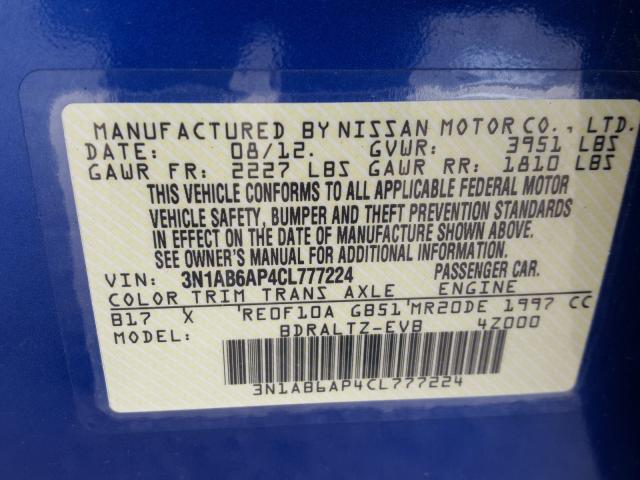 MANUFACTURED BY NISSAN MOTOR CO., LTD.
DATE: 08/12. GVWR: 3951 LBS
GAWR FR: 2227 LBS GAWR RR: 1810 LBS
THIS VEHICLE CONFORMS TO ALL APPLICABLE FEDERAL MOTOR
VEHICLE SAFETY, BUMPER AND THEFT PREVENTION STANDARDS
IN EFFECT ON THE DATE OF MANUFACTURE SHOWN ABOVE.
SEE OWNER'S MANUAL FOR ADDITIONAL INFORMATION.
VIN: 3N1AB6AP4CL777224 PASSENGER CAR.
COLOR TRIM TRANS AXLE ENGINE
B17 X 'RE0F10A GB51'MR20DE 1997 CC
MODEL: BDRALTZ-EVB 4Z000
3N1AB6AP4CL777224